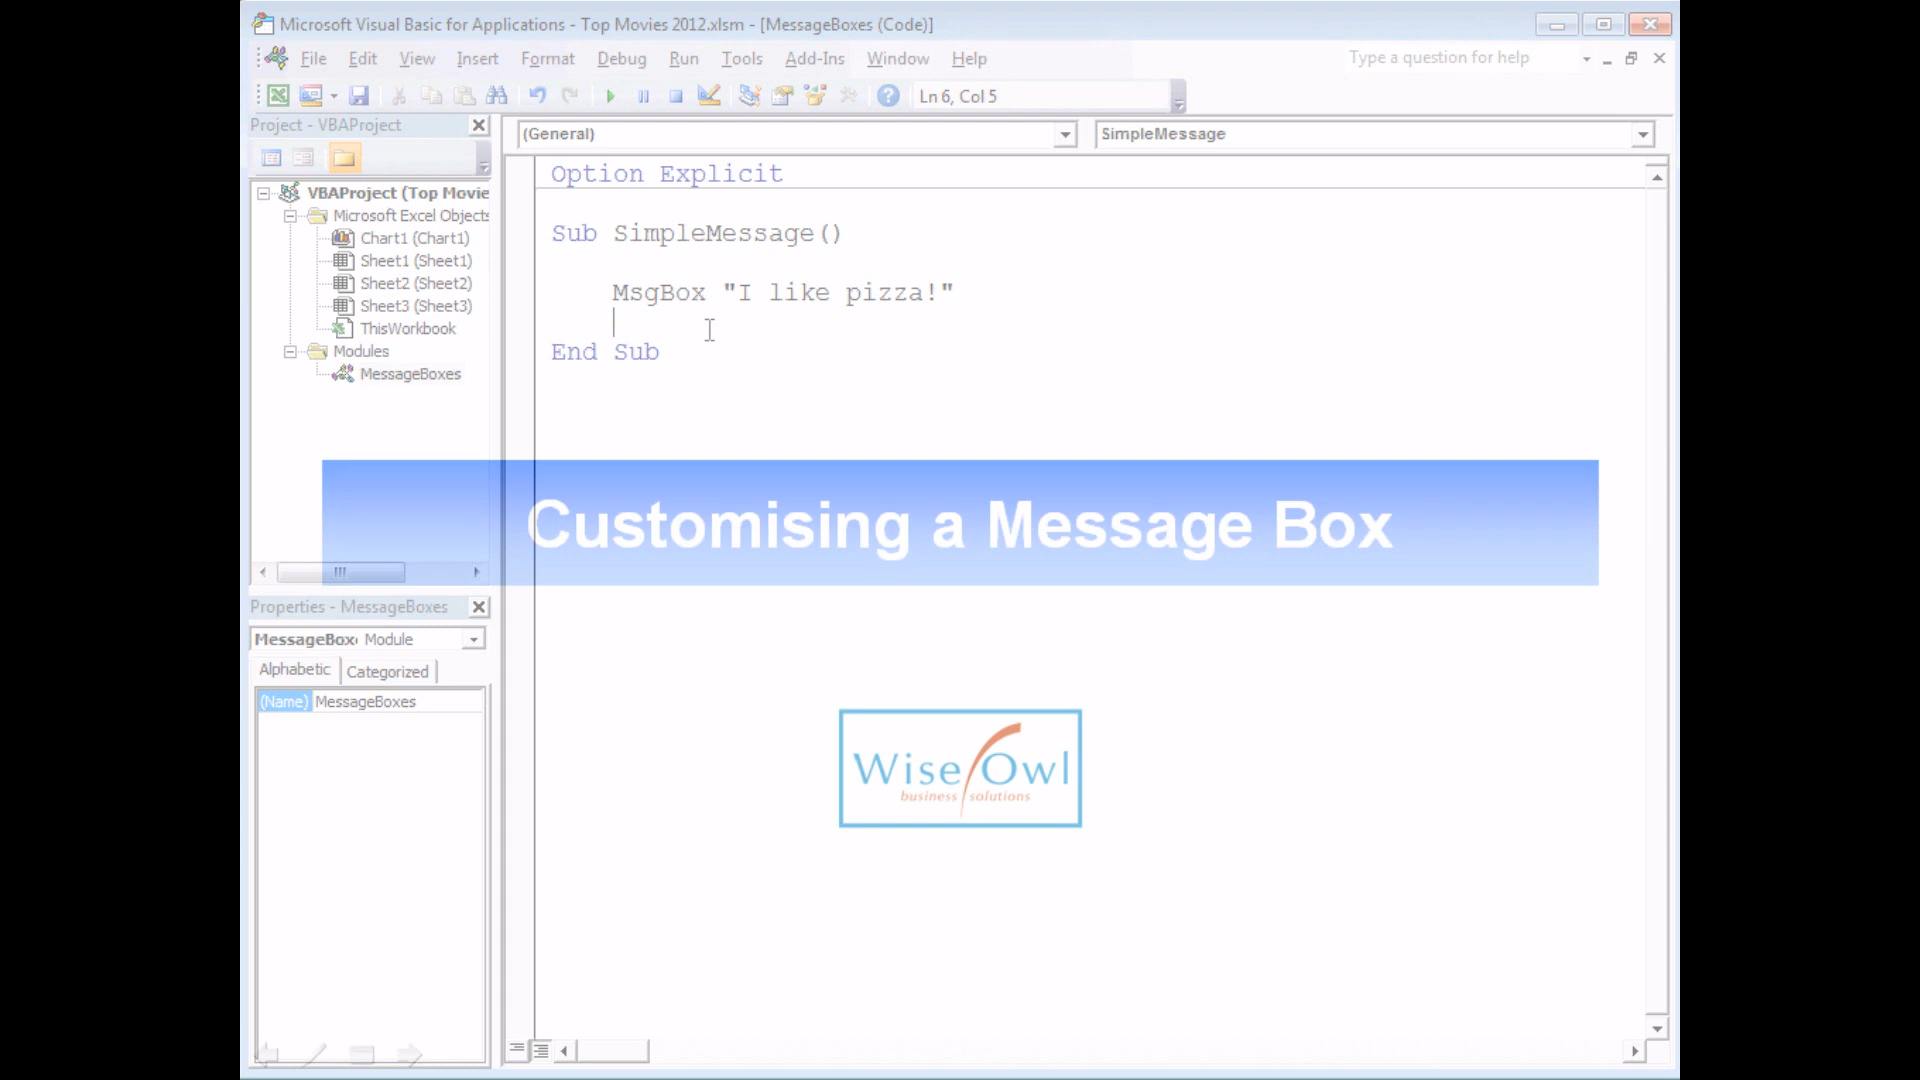 Microsoft Visual Basic for Applications - Top Movies 2012.xlsm - [MessageBoxes (Code)]
File Edit View Insert Format Debug Run Tools Add-Ins Window Help
Type a question for help
Ln 6, Col 5
Project - VBAProject
(General)
SimpleMessage
VBAProject (Top Movie
Microsoft Excel Objects
Chart1 (Chart1)
Sheet1 (Sheet1)
Sheet2 (Sheet2)
Sheet3 (Sheet3)
ThisWorkbook
Modules
MessageBoxes
Option Explicit
Sub SimpleMessage()
MsgBox "I like pizza!"
End Sub
Customising a Message Box
Properties - MessageBoxes
MessageBox Module
Alphabetic Categorized
(Name) MessageBoxes
Wise Owl
business solutions